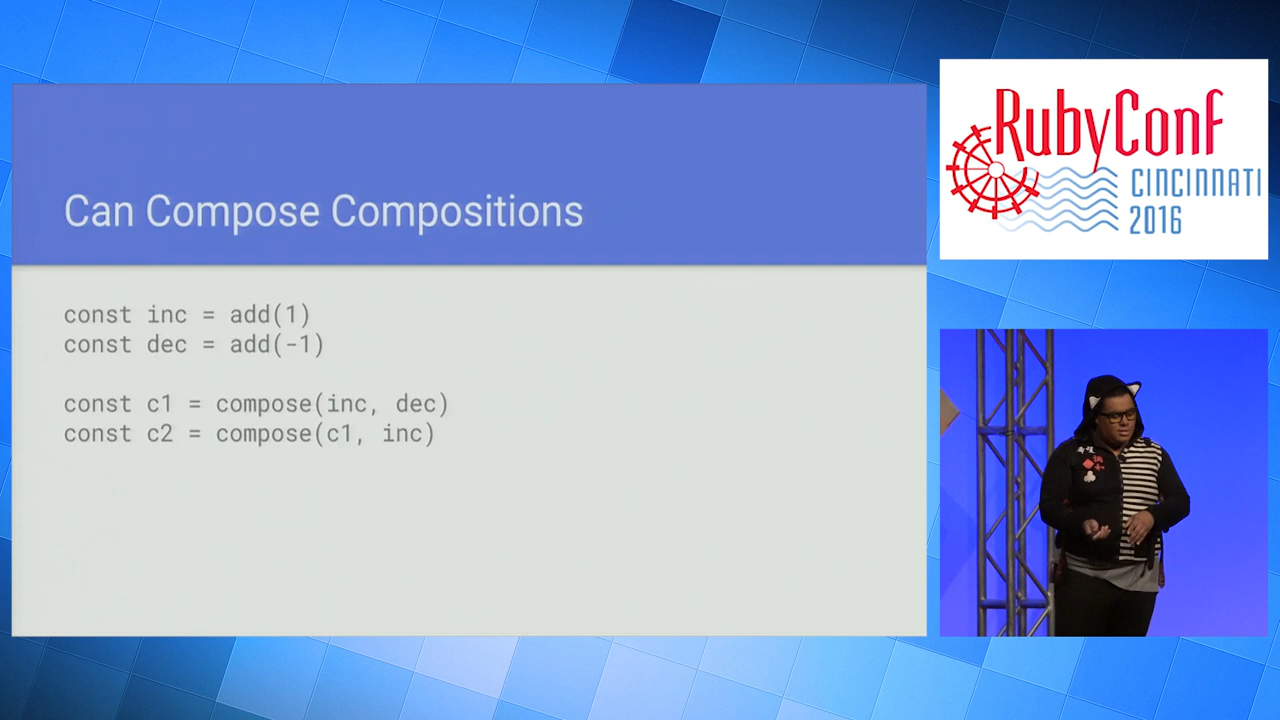 Can Compose Compositions
const inc = add(1)
const dec = add(-1)
const c1 = compose(inc, dec)
const c2 = compose(c1, inc)
RubyConf
CINCINNATI
2016